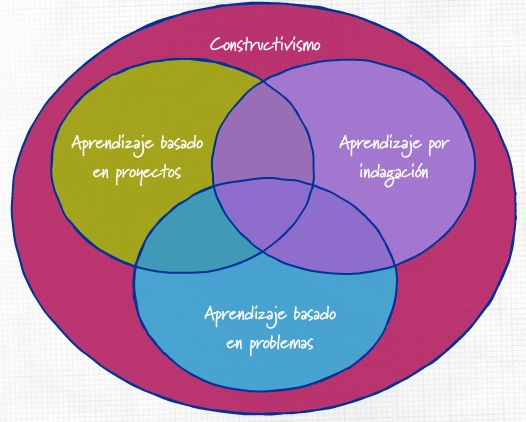 Constructivismo
Aprendizaje basado
en proyectos
Aprendizaje por
indagación
Aprendizaje basado
en problemas